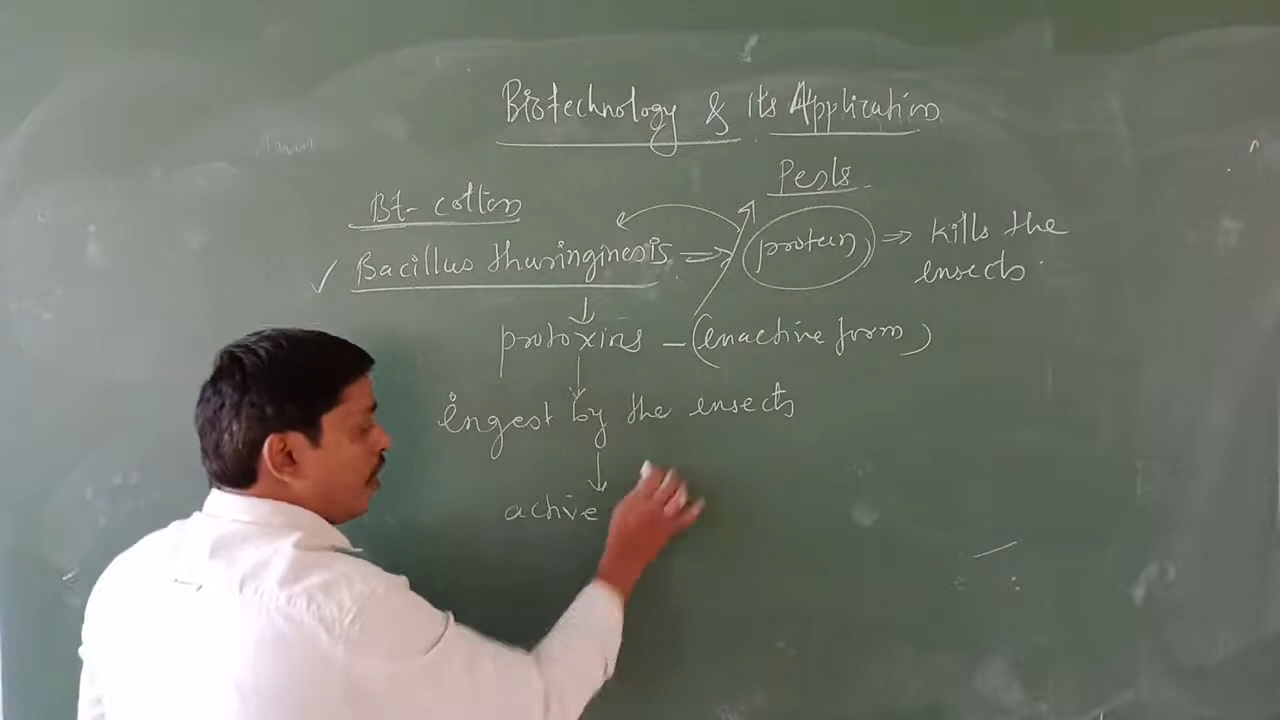 Biotechnology & its Application
Pests
Bt-cotton
Bacillus thuringinesis ⇒ protein ⇒ kills the
insects
protoxins - (inactive form)
ingest by the insects
active